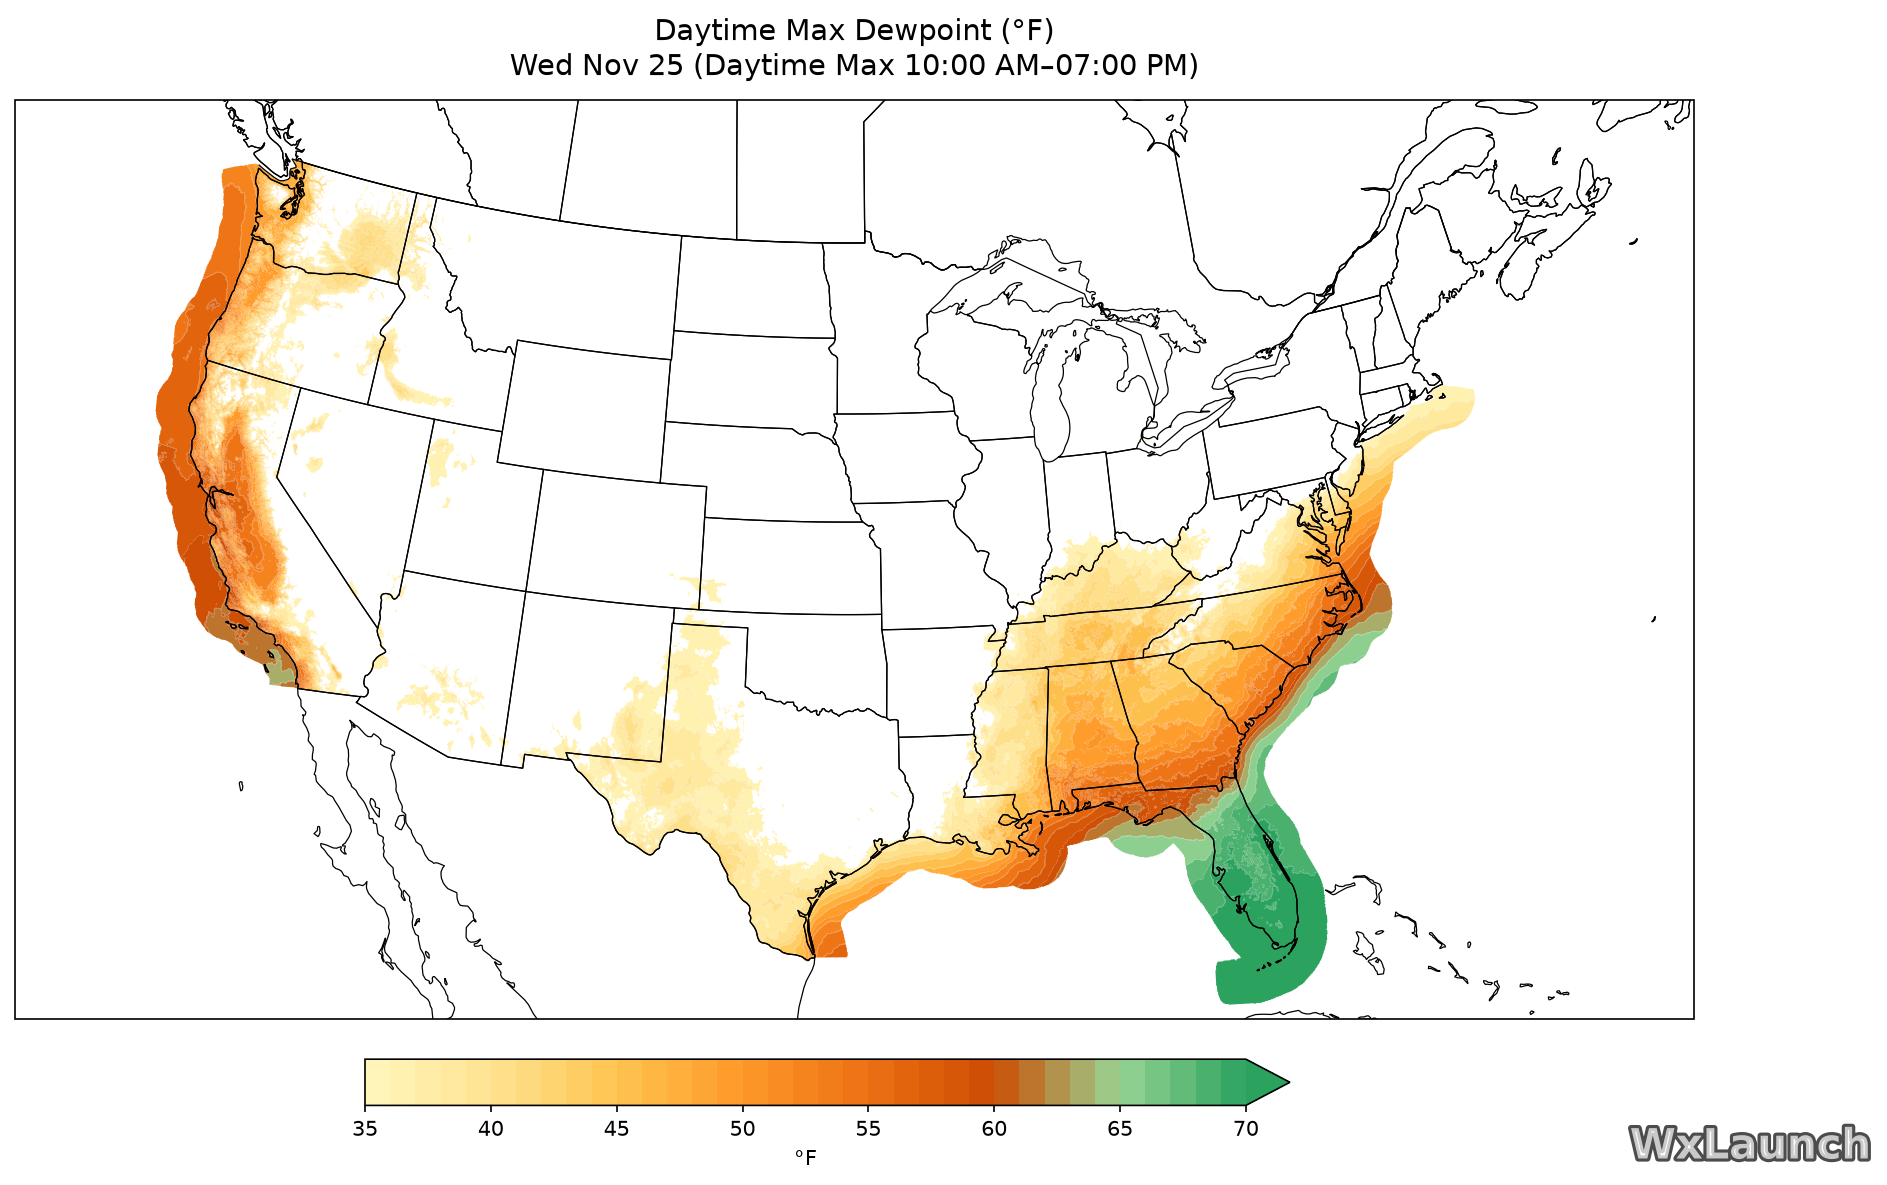 Daytime Max Dewpoint (°F)
Wed Nov 25 (Daytime Max 10:00 AM–07:00 PM)
35 40 45 50 55 60 65 70
°F
WxLaunch